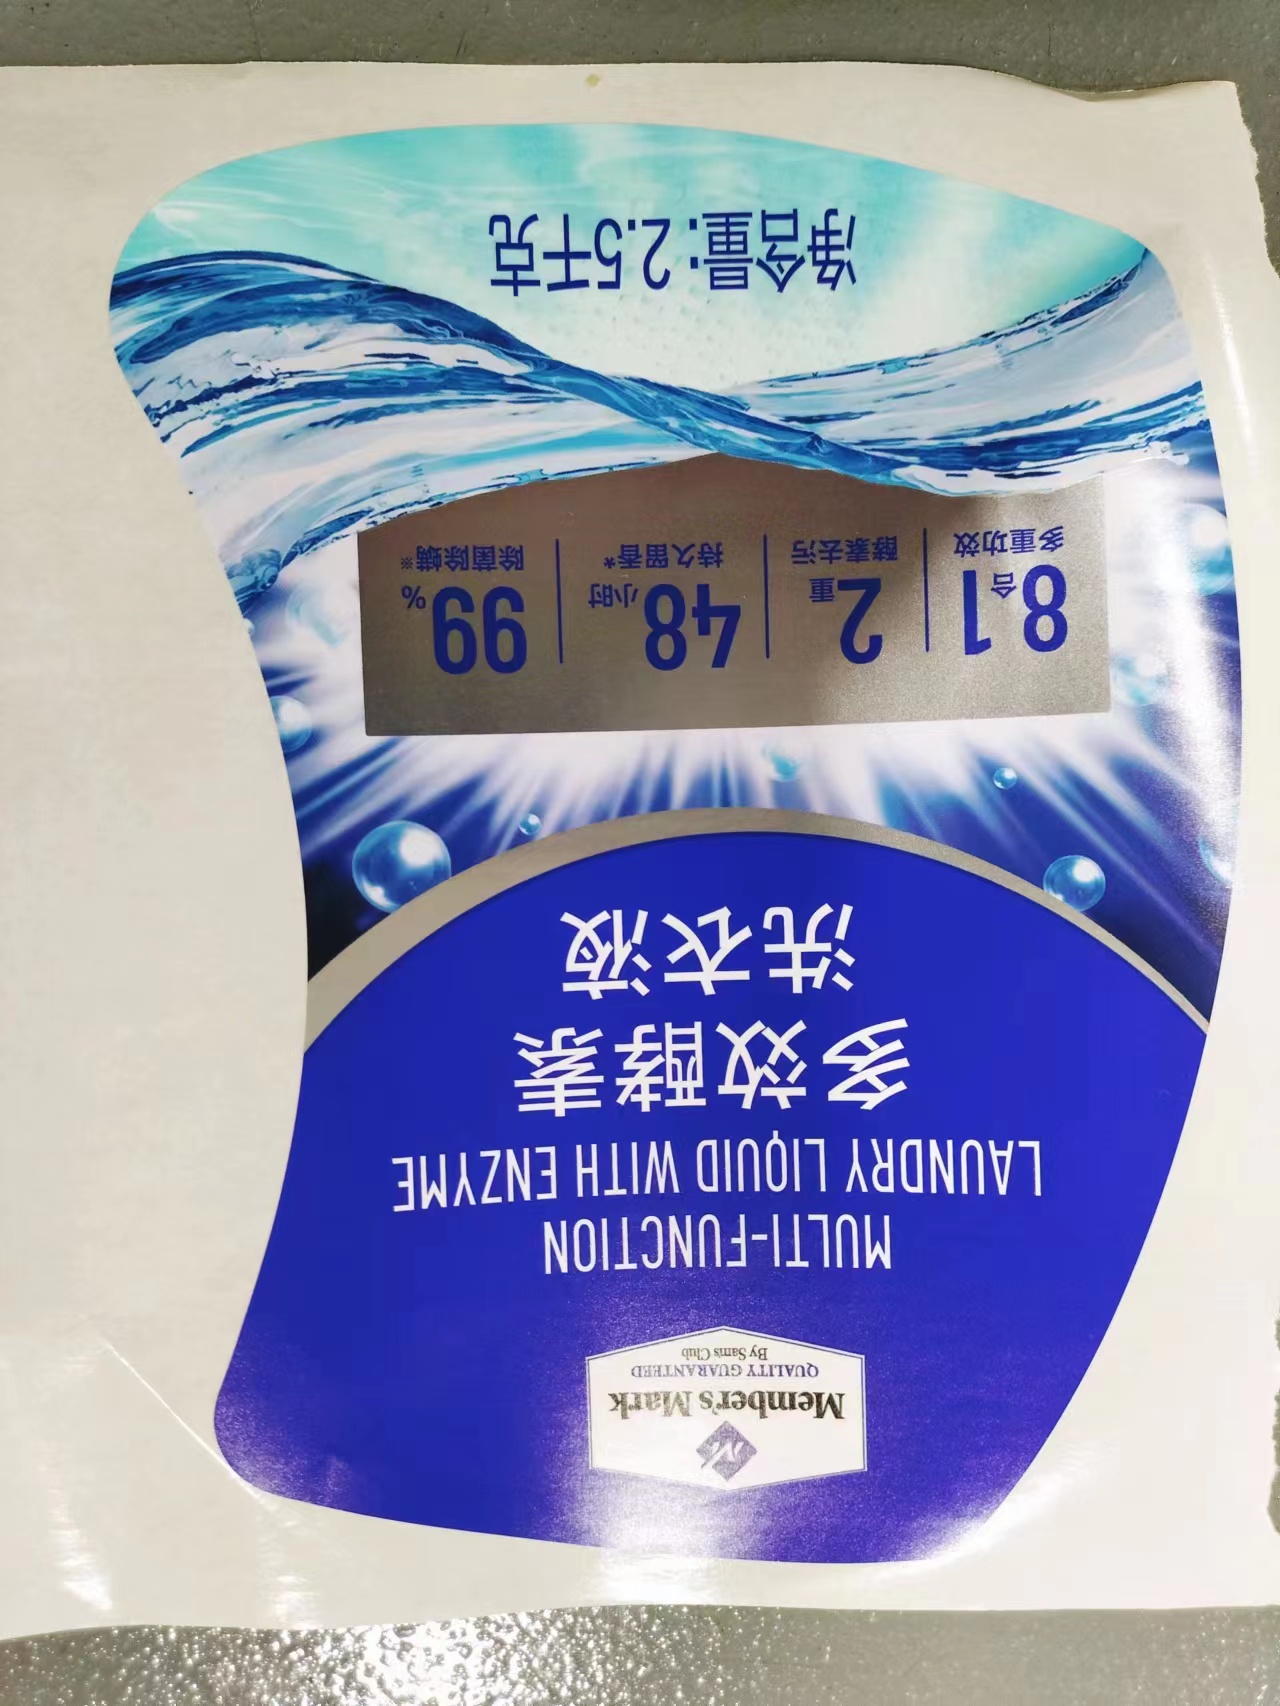 Member's Mark
QUALITY GUARANTEED
By Sam's Club
MULTI-FUNCTION
LAUNDRY LIQUID WITH ENZYME
多效酵素
洗衣液
8合1
多重功效
2重
酵素去污
48小时
持久留香*
99%
除菌除螨※
净含量:2.5千克